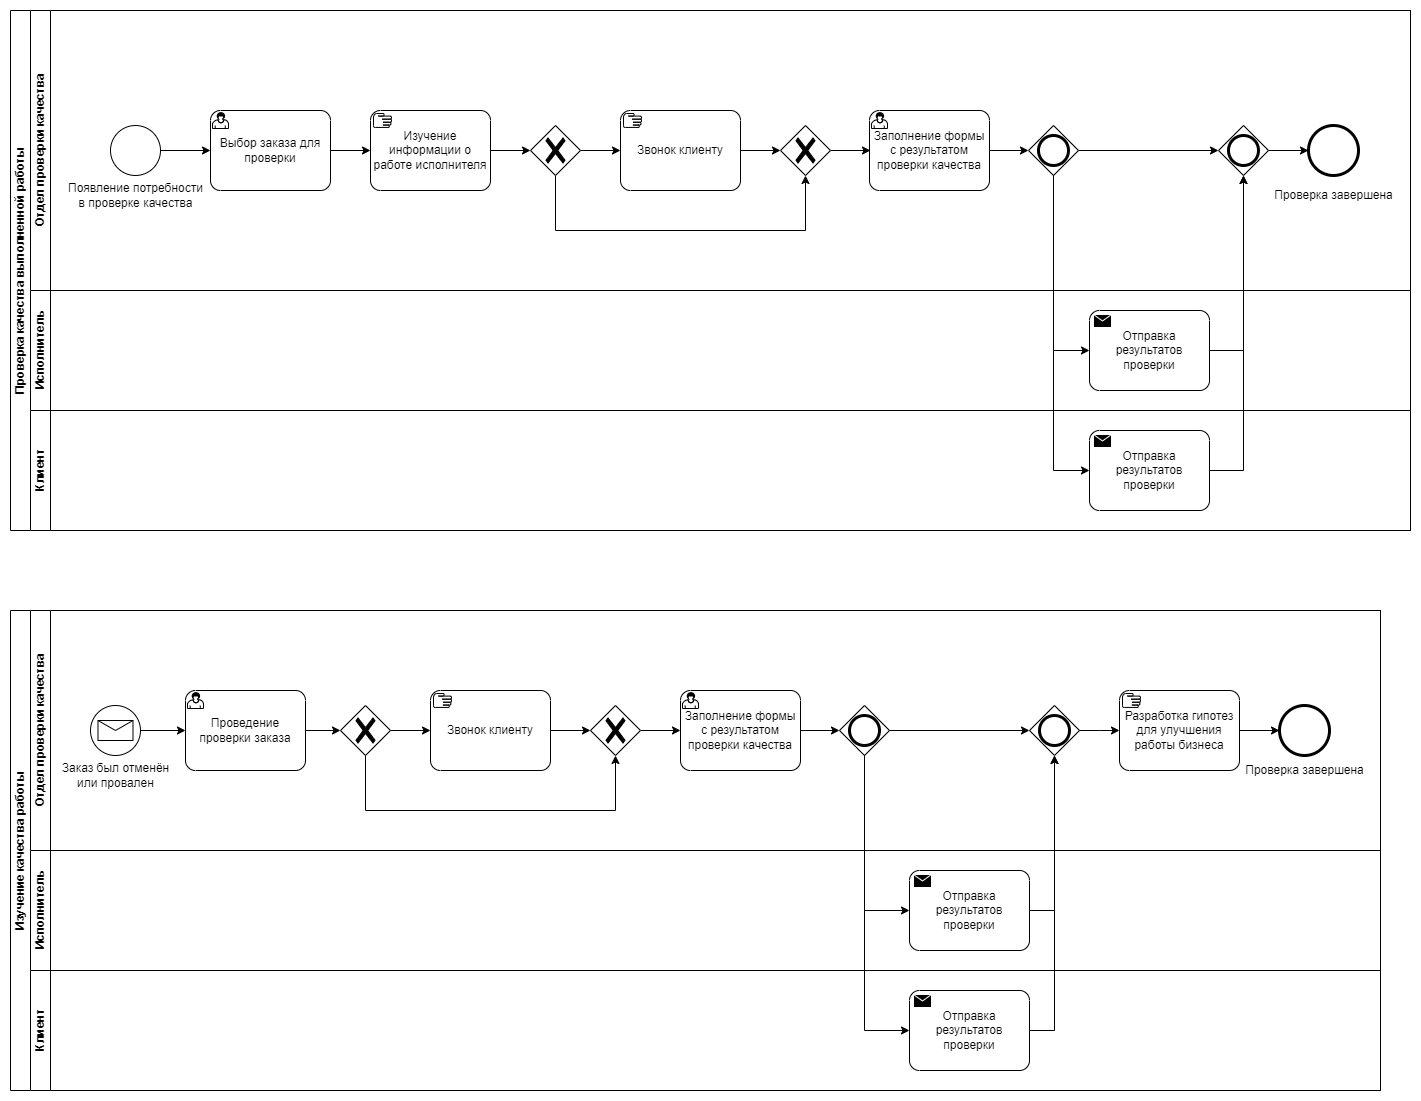 Проверка качества выполненной работы
Отдел проверки качества
Появление потребности
в проверке качества
Выбор заказа для
проверки
Изучение
информации о
работе исполнителя
Звонок клиенту
Заполнение формы
с результатом
проверки качества
Проверка завершена
Исполнитель
Отправка
результатов
проверки
Клиент
Отправка
результатов
проверки
Изучение качества работы
Отдел проверки качества
Заказ был отменён
или провален
Проведение
проверки заказа
Звонок клиенту
Заполнение формы
с результатом
проверки качества
Разработка гипотез
для улучшения
работы бизнеса
Проверка завершена
Исполнитель
Отправка
результатов
проверки
Клиент
Отправка
результатов
проверки